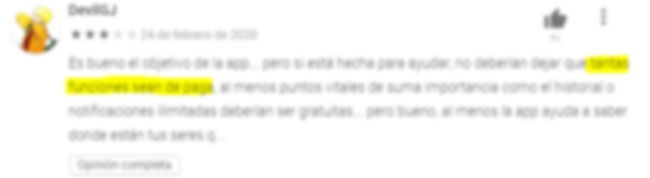 DevilGJ
24 de febrero de 2020
Es bueno el objetivo de la app... pero si está hecha para ayudar, no deberían dejar que tantas
funciones sean de paga, al menos puntos vitales de suma importancia como el historial o
notificaciones ilimitadas deberían ser gratuitas... pero bueno, al menos la app ayuda a saber
donde están tus seres q...
Opinión completa